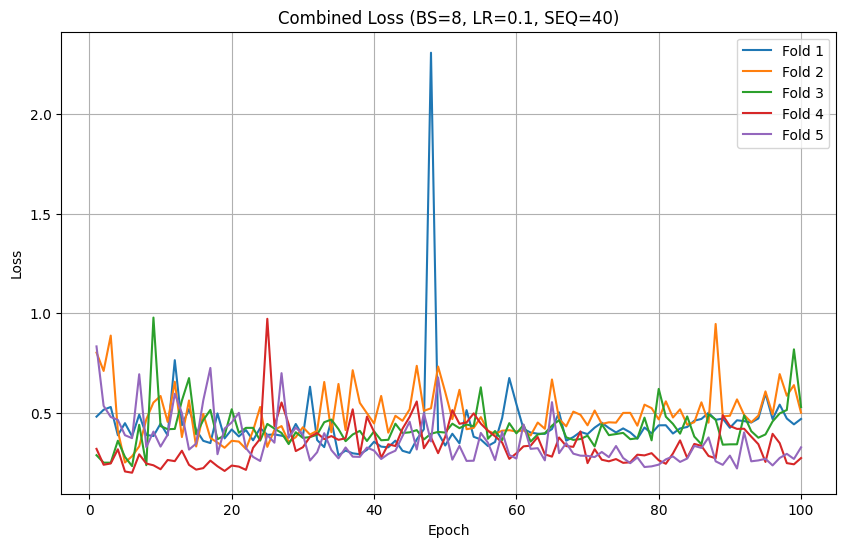 Combined Loss (BS=8, LR=0.1, SEQ=40)
Fold 1
Fold 2
Fold 3
Fold 4
Fold 5
2.0
1.5
1.0
0.5
Loss
0
20
40
60
80
100
Epoch